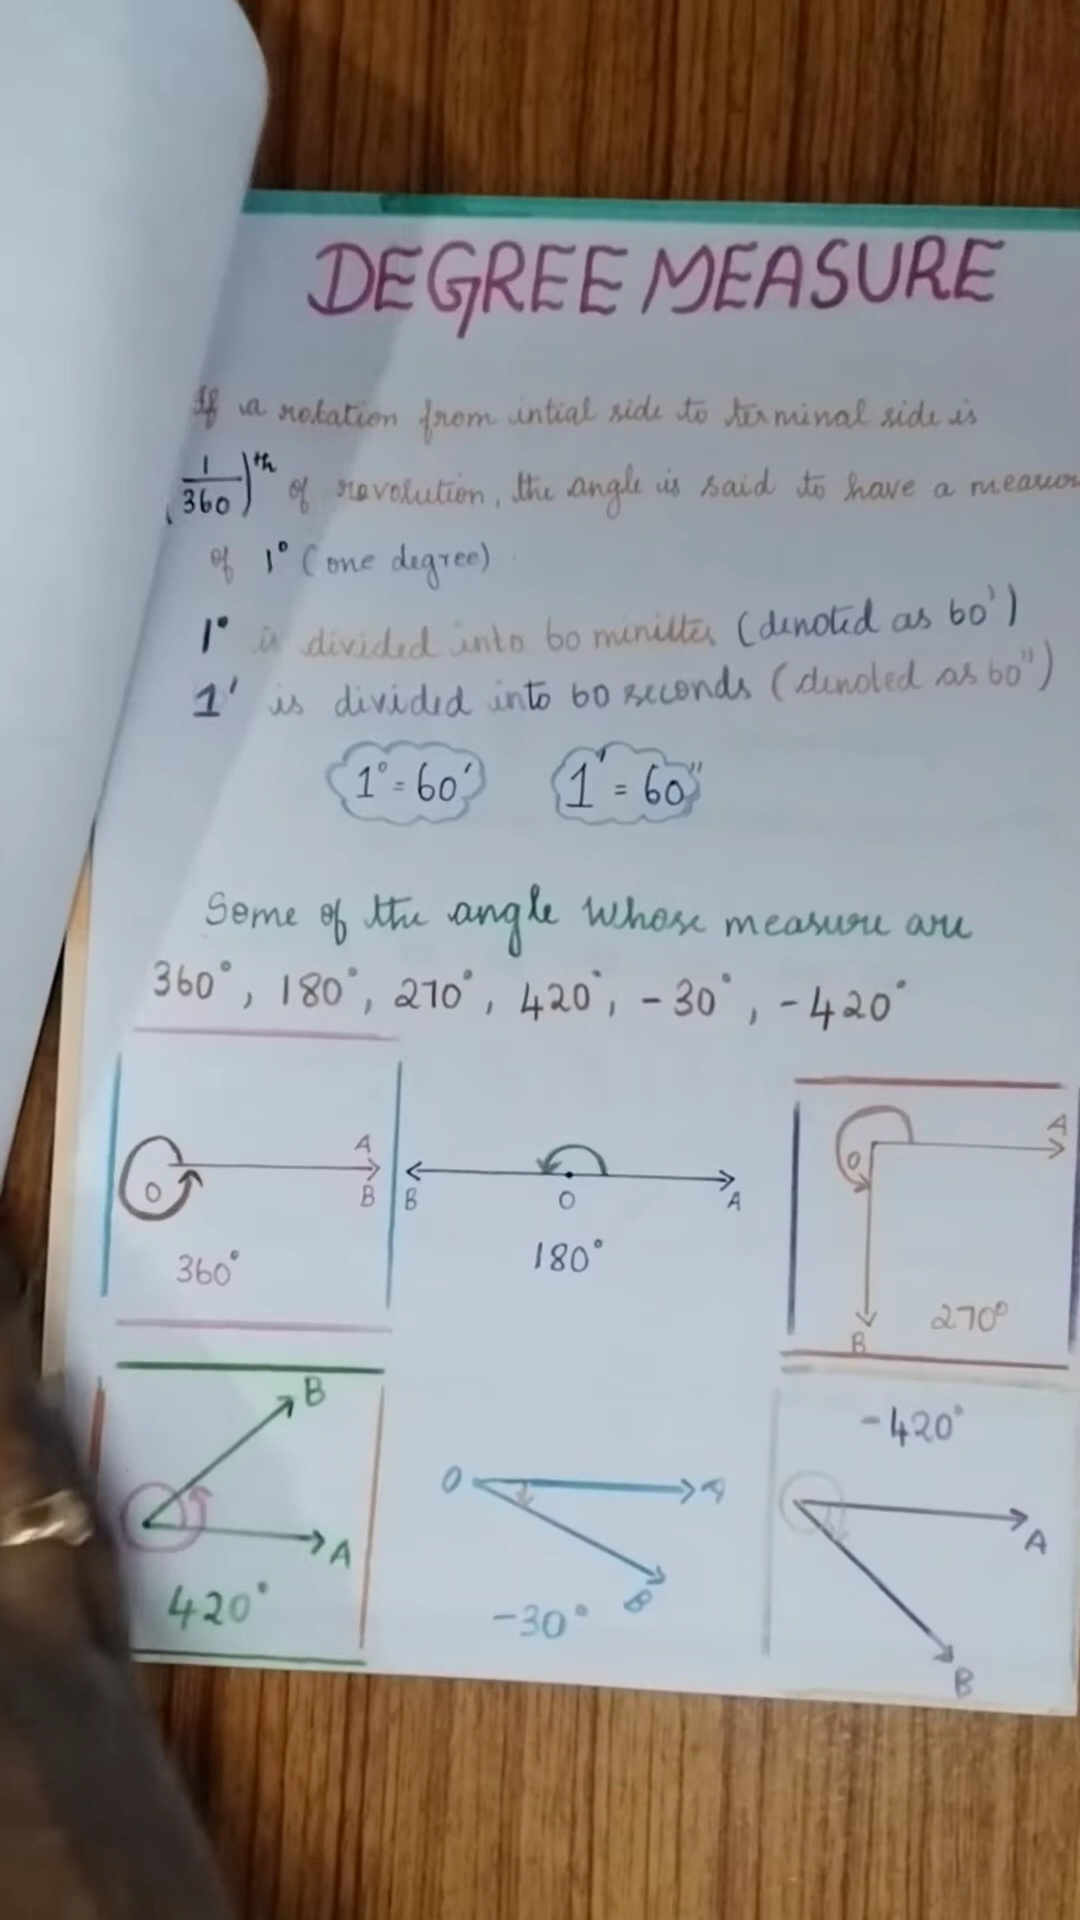 DEGREE MEASURE
If a rotation from intial side to terminal side is
(1/360)th of revolution, the angle is said to have a measur
of 1° (one degree).
1° is divided into 60 minutes (denoted as 60')
1' is divided into 60 seconds (denoted as 60")
1° = 60' 1' = 60"
Some of the angle whose measure are
360°, 180°, 270°, 420°, -30°, -420°
A A
O B B O A O
360° 180° 270°
B
B -420°
O A
A A
420° -30° B
B